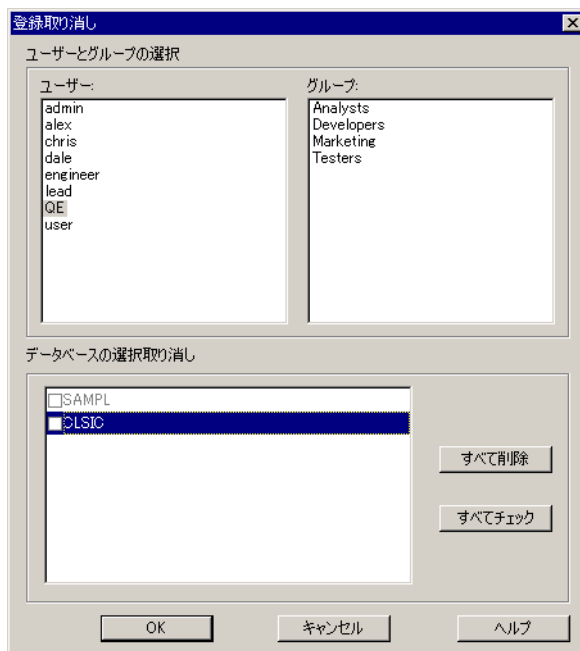 登録取り消し
ユーザーとグループの選択
ユーザー:
admin
alex
chris
dale
engineer
lead
QE
user
グループ:
Analysts
Developers
Marketing
Testers
データベースの選択取り消し
SAMPL
CLSIC
すべて削除
すべてチェック
OK
キャンセル
ヘルプ